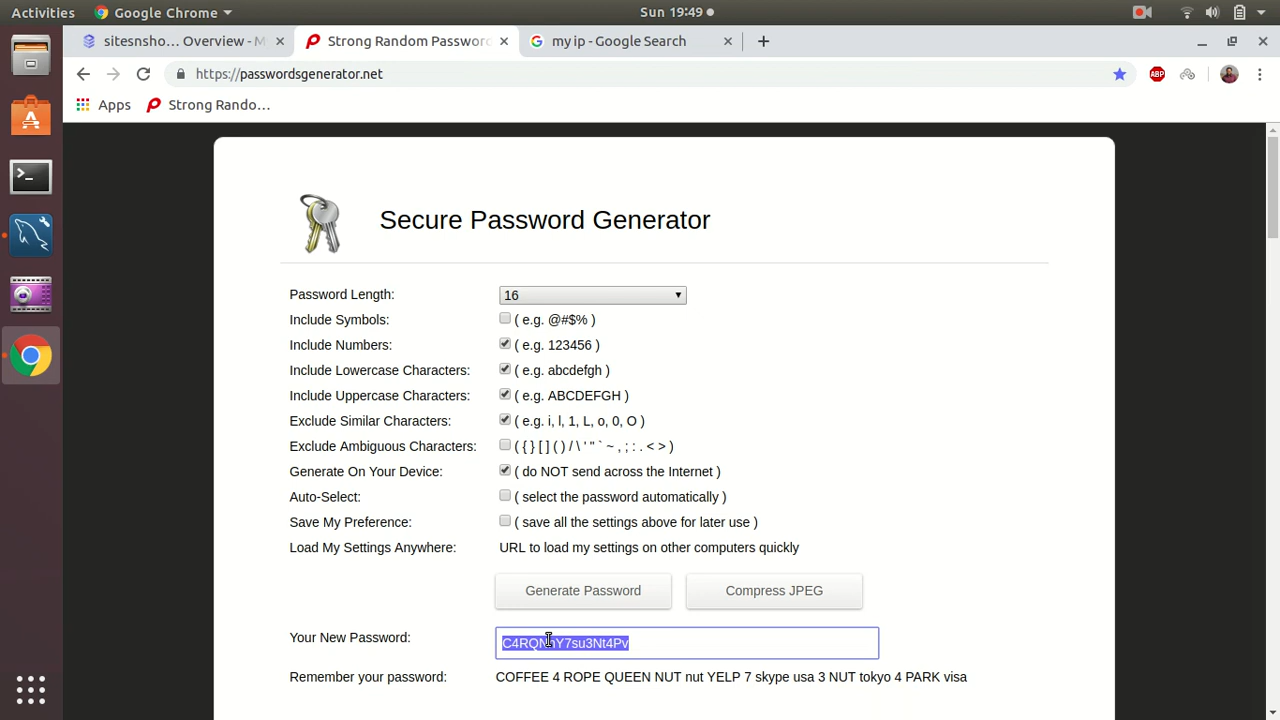 Activities Google Chrome Sun 19:49
sitesnsho... Overview - M Strong Random Password my ip - Google Search
https://passwordsgenerator.net ABP
Apps Strong Rando...
Secure Password Generator
Password Length: 16
Include Symbols: ( e.g. @#$% )
Include Numbers: ( e.g. 123456 )
Include Lowercase Characters: ( e.g. abcdefgh )
Include Uppercase Characters: ( e.g. ABCDEFGH )
Exclude Similar Characters: ( e.g. i, l, 1, L, o, 0, O )
Exclude Ambiguous Characters: ( { } [ ] ( ) / \ ' " ` ~ , ; : . < > )
Generate On Your Device: ( do NOT send across the Internet )
Auto-Select: ( select the password automatically )
Save My Preference: ( save all the settings above for later use )
Load My Settings Anywhere: URL to load my settings on other computers quickly
Generate Password Compress JPEG
Your New Password: C4RQNnY7su3Nt4Pv
Remember your password: COFFEE 4 ROPE QUEEN NUT nut YELP 7 skype usa 3 NUT tokyo 4 PARK visa